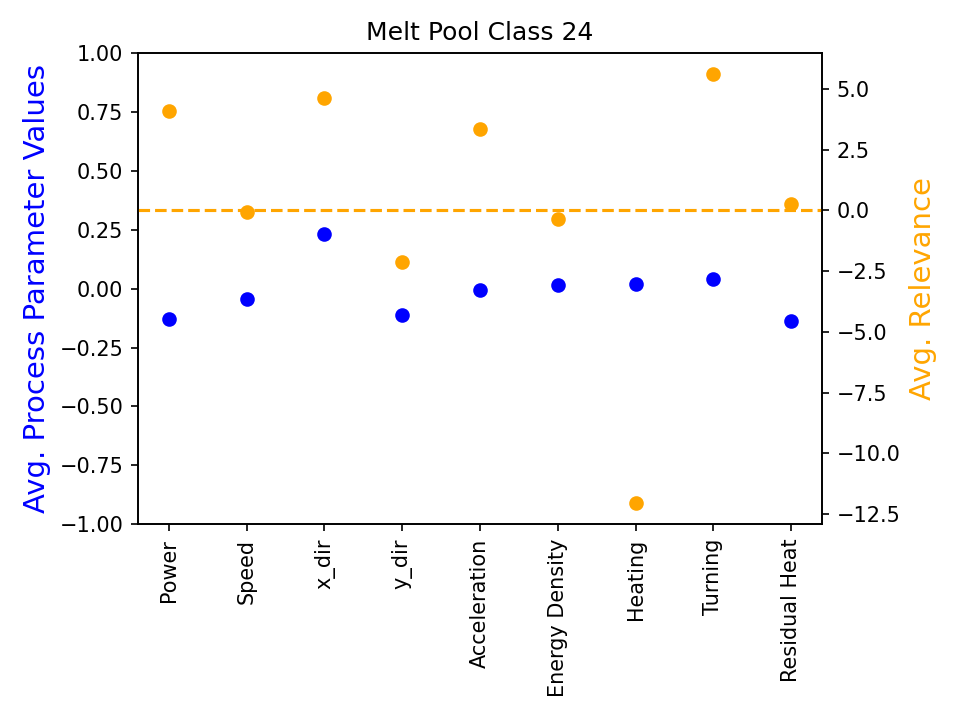 Melt Pool Class 24
Avg. Process Parameter Values
1.00
0.75
0.50
0.25
0.00
−0.25
−0.50
−0.75
−1.00
5.0
2.5
0.0
−2.5
−5.0
−7.5
−10.0
−12.5
Avg. Relevance
Power
Speed
x_dir
y_dir
Acceleration
Energy Density
Heating
Turning
Residual Heat